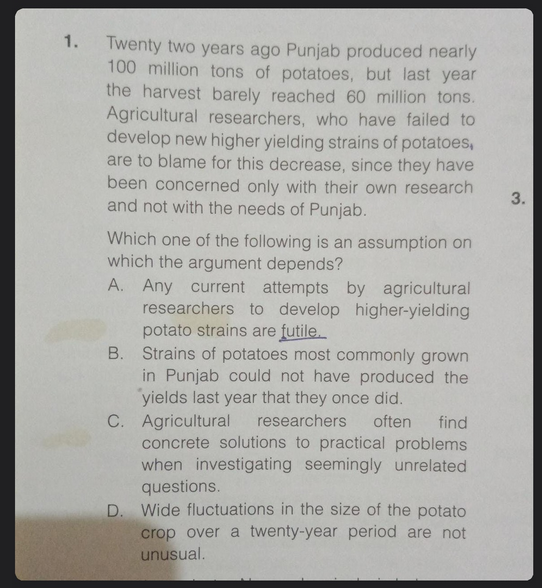 1. Twenty two years ago Punjab produced nearly
100 million tons of potatoes, but last year
the harvest barely reached 60 million tons.
Agricultural researchers, who have failed to
develop new higher yielding strains of potatoes,
are to blame for this decrease, since they have
been concerned only with their own research
and not with the needs of Punjab.
3.
Which one of the following is an assumption on
which the argument depends?
A. Any current attempts by agricultural
researchers to develop higher-yielding
potato strains are futile.
B. Strains of potatoes most commonly grown
in Punjab could not have produced the
yields last year that they once did.
C. Agricultural researchers often find
concrete solutions to practical problems
when investigating seemingly unrelated
questions.
D. Wide fluctuations in the size of the potato
crop over a twenty-year period are not
unusual.